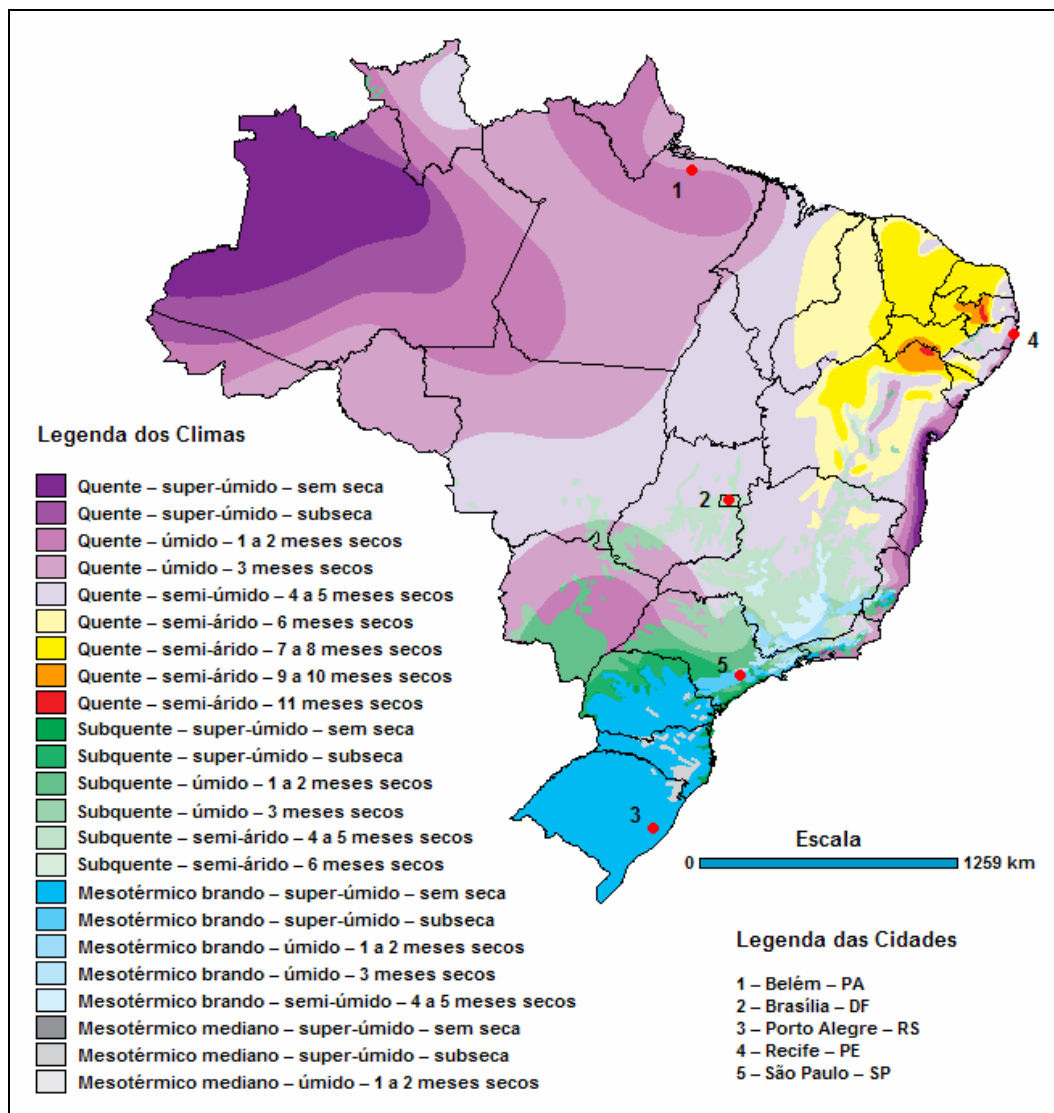 1
4
Legenda dos Climas
Quente – super-úmido – sem seca
Quente – super-úmido – subseca
Quente – úmido – 1 a 2 meses secos
Quente – úmido – 3 meses secos
Quente – semi-úmido – 4 a 5 meses secos
Quente – semi-árido – 6 meses secos
Quente – semi-árido – 7 a 8 meses secos
Quente – semi-árido – 9 a 10 meses secos
Quente – semi-árido – 11 meses secos
Subquente – super-úmido – sem seca
Subquente – super-úmido – subseca
Subquente – úmido – 1 a 2 meses secos
Subquente – úmido – 3 meses secos
Subquente – semi-árido – 4 a 5 meses secos
Subquente – semi-árido – 6 meses secos
Mesotérmico brando – super-úmido – sem seca
Mesotérmico brando – super-úmido – subseca
Mesotérmico brando – úmido – 1 a 2 meses secos
Mesotérmico brando – úmido – 3 meses secos
Mesotérmico brando – semi-úmido – 4 a 5 meses secos
Mesotérmico mediano – super-úmido – sem seca
Mesotérmico mediano – super-úmido – subseca
Mesotérmico mediano – úmido – 1 a 2 meses secos
2
5
3
Escala
0 1259 km
Legenda das Cidades
1 – Belém – PA
2 – Brasília – DF
3 – Porto Alegre – RS
4 – Recife – PE
5 – São Paulo – SP